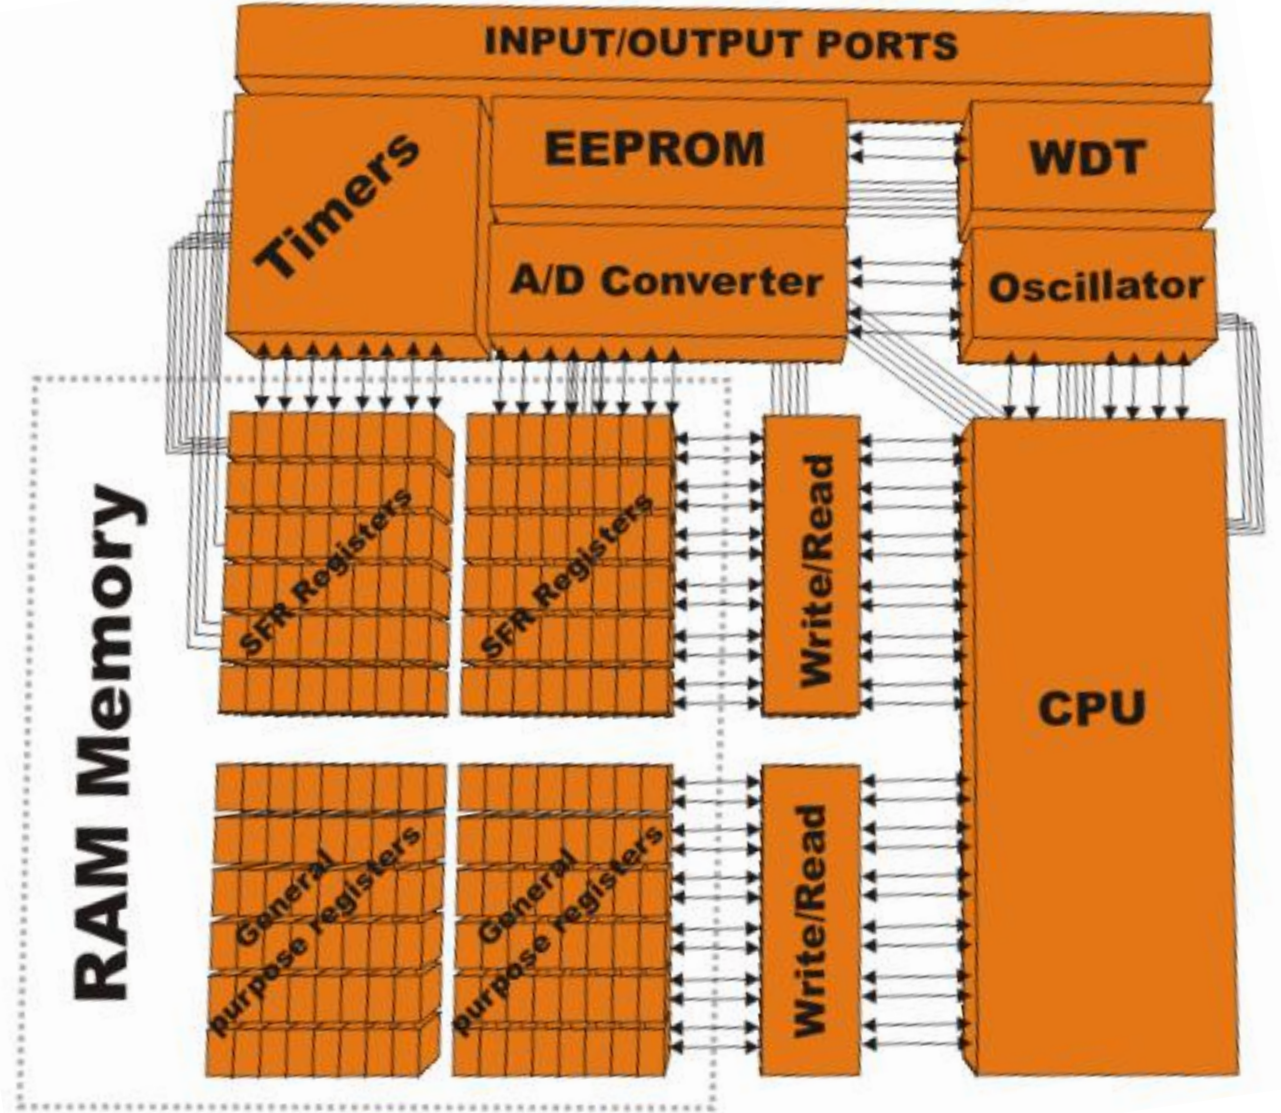 INPUT/OUTPUT PORTS
Timers
EEPROM
WDT
A/D Converter
Oscillator
RAM Memory
SFR Registers
SFR Registers
Write/Read
CPU
General
purpose registers
General
purpose registers
Write/Read